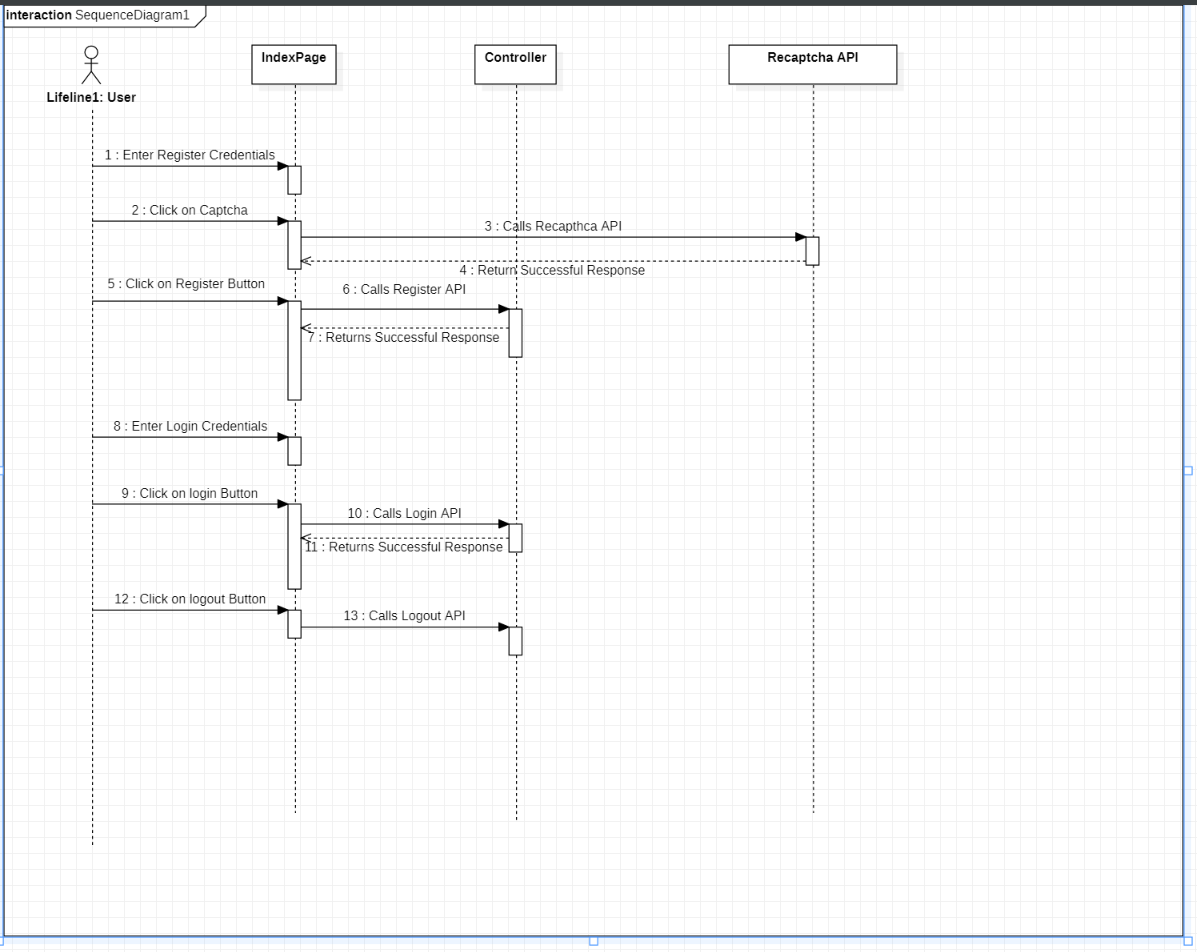 interaction SequenceDiagram1
IndexPage
Controller
Recaptcha API
Lifeline1: User
1 : Enter Register Credentials
2 : Click on Captcha
3 : Calls Recapthca API
4 : Return Successful Response
5 : Click on Register Button
6 : Calls Register API
7 : Returns Successful Response
8 : Enter Login Credentials
9 : Click on login Button
10 : Calls Login API
11 : Returns Successful Response
12 : Click on logout Button
13 : Calls Logout API